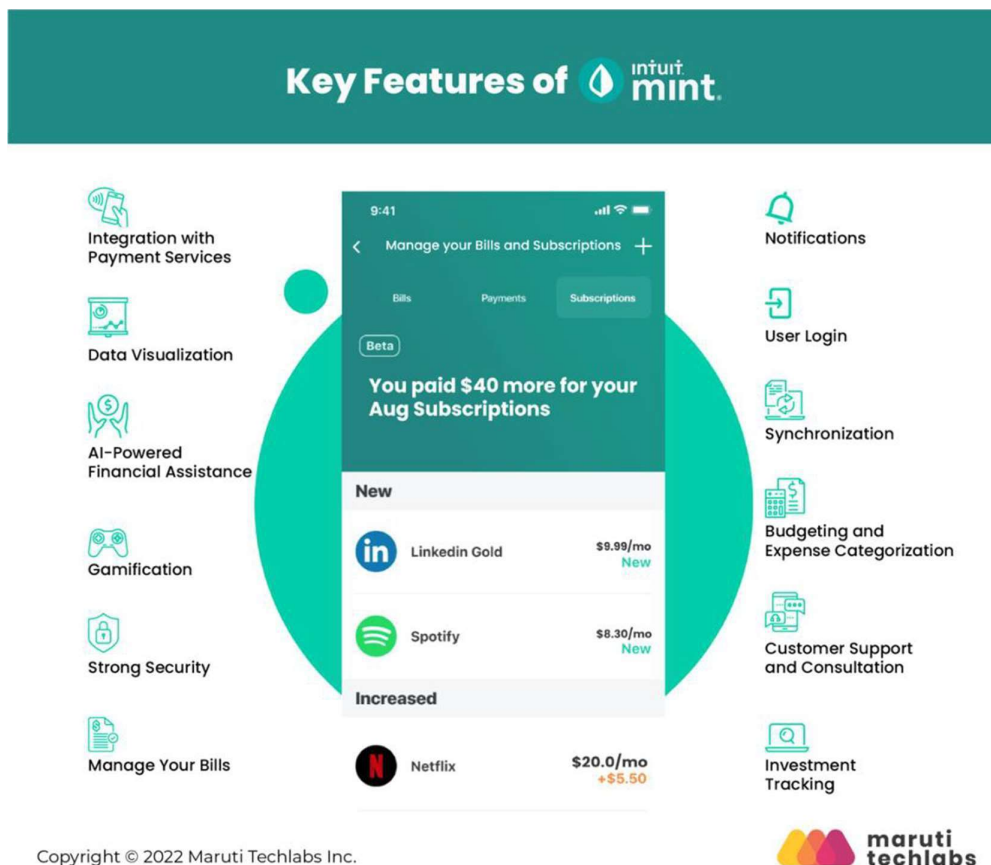 Key Features of intuit mint.
Integration with
Payment Services
Data Visualization
AI-Powered
Financial Assistance
Gamification
Strong Security
Manage Your Bills
9:41
Manage your Bills and Subscriptions +
Bills Payments Subscriptions
Beta
You paid $40 more for your
Aug Subscriptions
New
in Linkedin Gold $9.99/mo
New
Spotify $8.30/mo
New
Increased
N Netflix $20.0/mo
+$5.50
Notifications
User Login
Synchronization
Budgeting and
Expense Categorization
Customer Support
and Consultation
Investment
Tracking
Copyright © 2022 Maruti Techlabs Inc.
maruti
techlabs